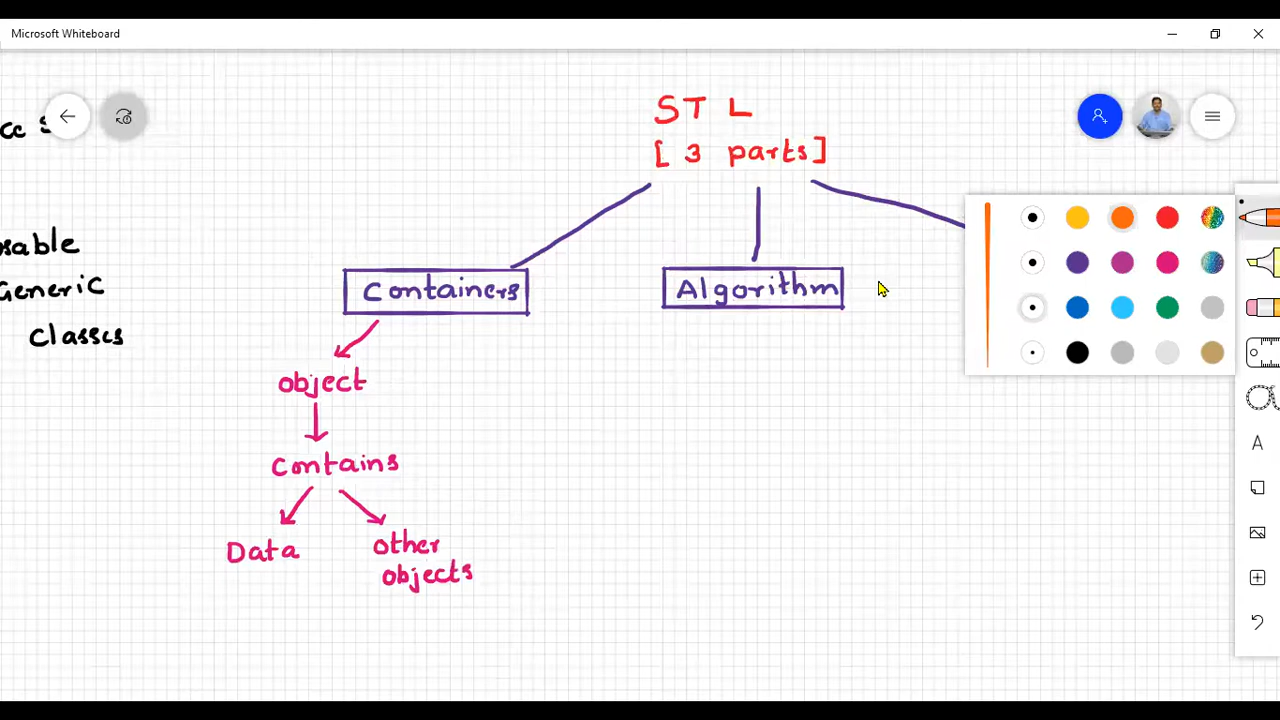 Microsoft Whiteboard
STL
[ 3 parts ]
Generic
Classes
Containers
Algorithm
object
Contains
Data
other
objects
A